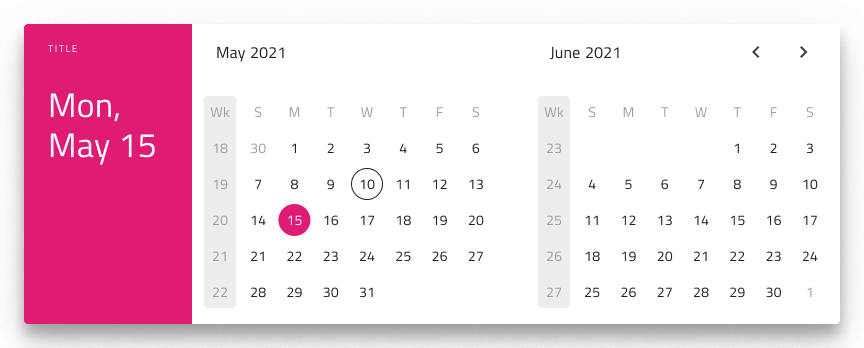 TITLE
Mon,
May 15
May 2021
Wk S M T W T F S
18 30 1 2 3 4 5 6
19 7 8 9 10 11 12 13
20 14 15 16 17 18 19 20
21 21 22 23 24 25 26 27
22 28 29 30 31
June 2021
Wk S M T W T F S
23 1 2 3
24 4 5 6 7 8 9 10
25 11 12 13 14 15 16 17
26 18 19 20 21 22 23 24
27 25 26 27 28 29 30 1